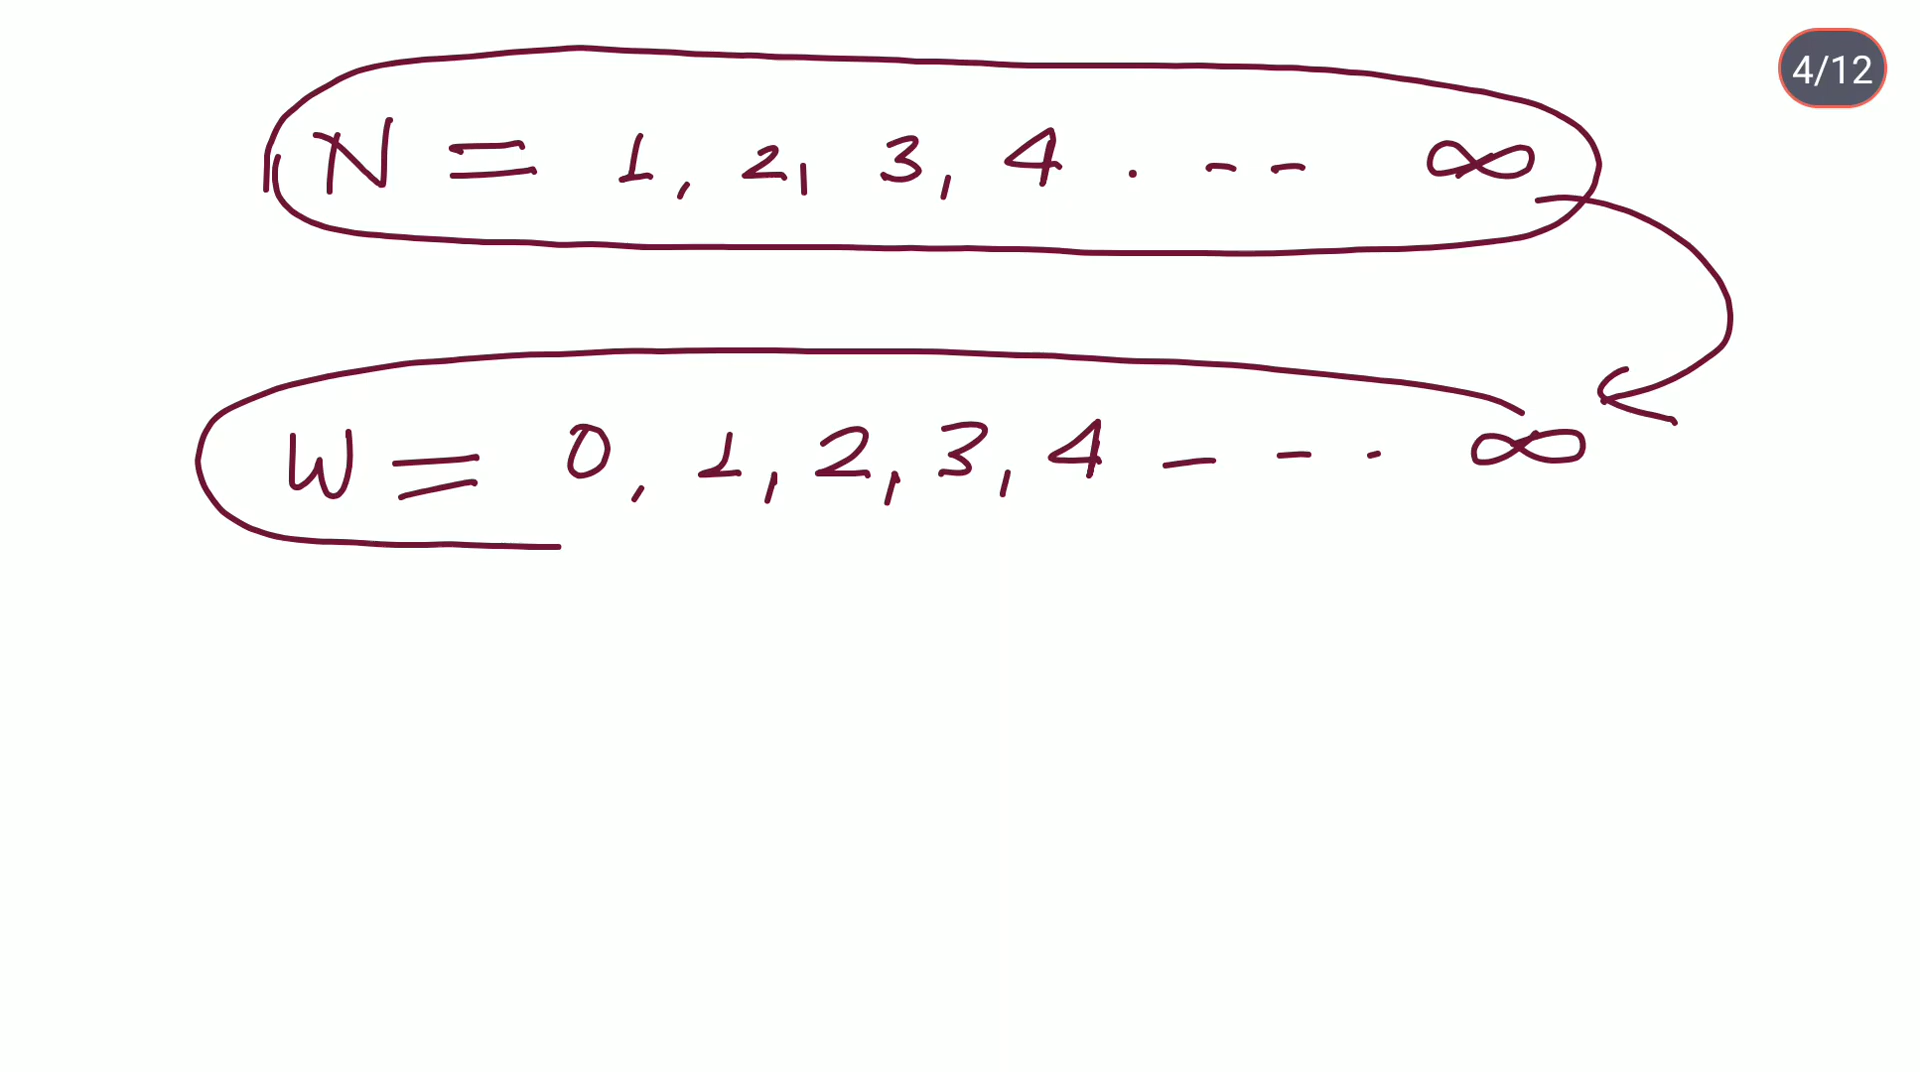 4/12
N = 1, 2, 3, 4 . -- ∞
W = 0, 1, 2, 3, 4 - - - ∞